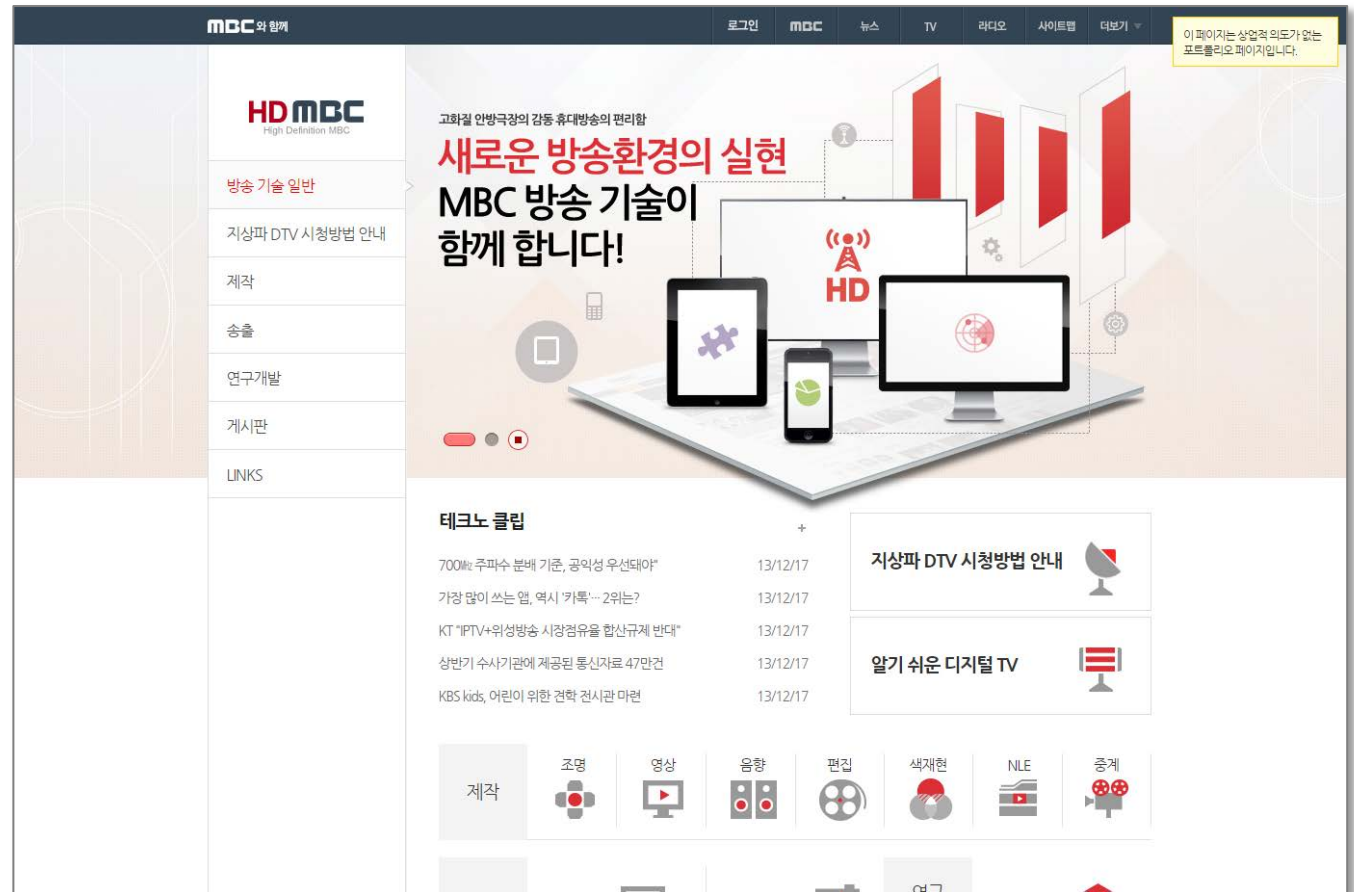 MBC와 함께
로그인 MBC 뉴스 TV 라디오 사이트맵 더보기
이 페이지는 상업적 의도가 없는
포트폴리오 페이지입니다.
HD MBC
High Definition MBC
방송 기술 일반
지상파 DTV 시청방법 안내
제작
송출
연구개발
게시판
LINKS
고화질 안방극장의 감동 휴대방송의 편리함
새로운 방송환경의 실현
MBC 방송 기술이
함께 합니다!
HD
테크노 클립 +
700㎒ 주파수 분배 기준, 공익성 우선돼야" 13/12/17
가장 많이 쓰는 앱, 역시 '카톡'… 2위는? 13/12/17
KT "IPTV+위성방송 시장점유율 합산규제 반대" 13/12/17
상반기 수사기관에 제공된 통신자료 47만건 13/12/17
KBS kids, 어린이 위한 견학 전시관 마련 13/12/17
지상파 DTV 시청방법 안내
알기 쉬운 디지털 TV
제작
조명 영상 음향 편집 색재현 NLE 중계
연구